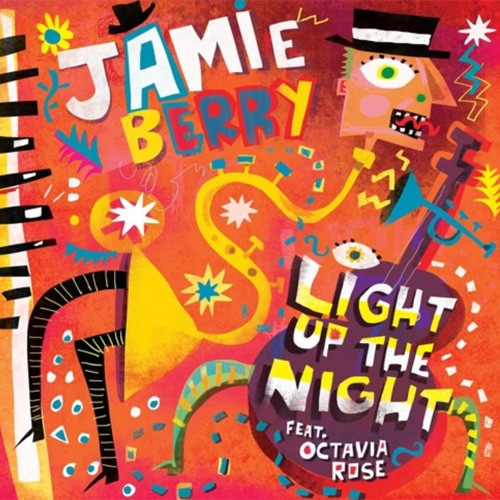 JAMIE
BERRY
LIGHT
UP THE
NIGHT
FEAT.
OCTAVIA
ROSE